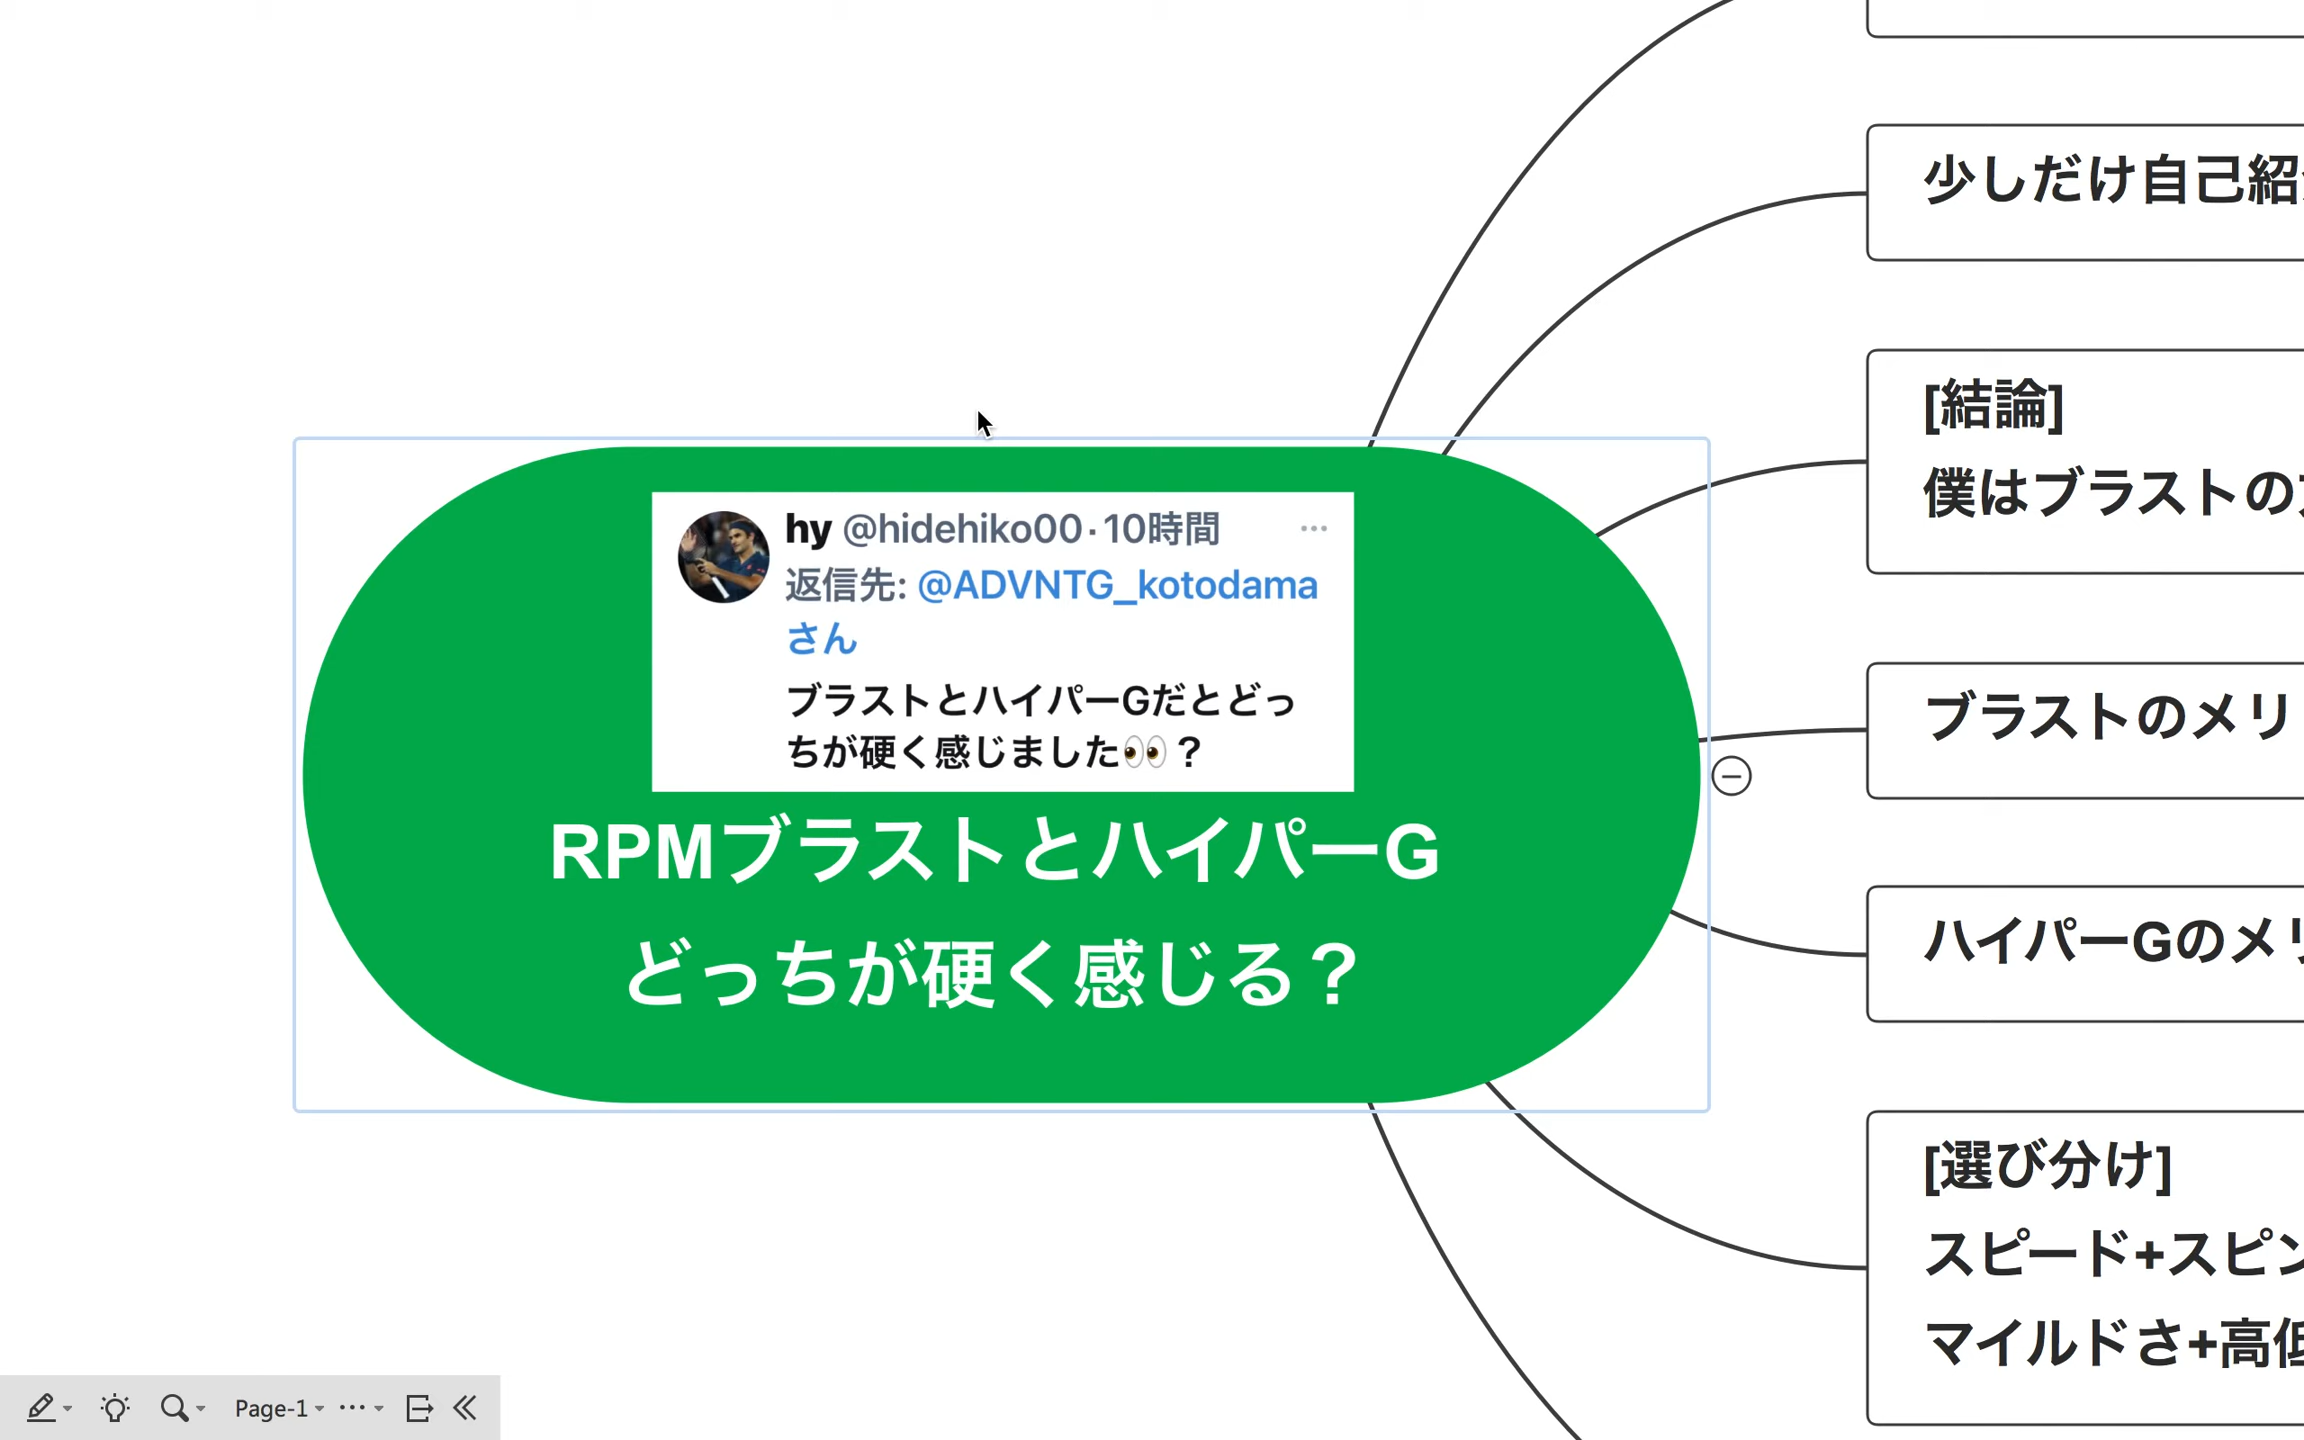 hy @hidehiko00・10時間
返信先: @ADVNTG_kotodama
さん
ブラストとハイパーGだとどっ
ちが硬く感じました👀？
RPMブラストとハイパーG
どっちが硬く感じる？
少しだけ自己紹
[結論]
僕はブラストの
ブラストのメリ
ハイパーGのメリ
[選び分け]
スピード+スピン
マイルドさ+高低
Page-1